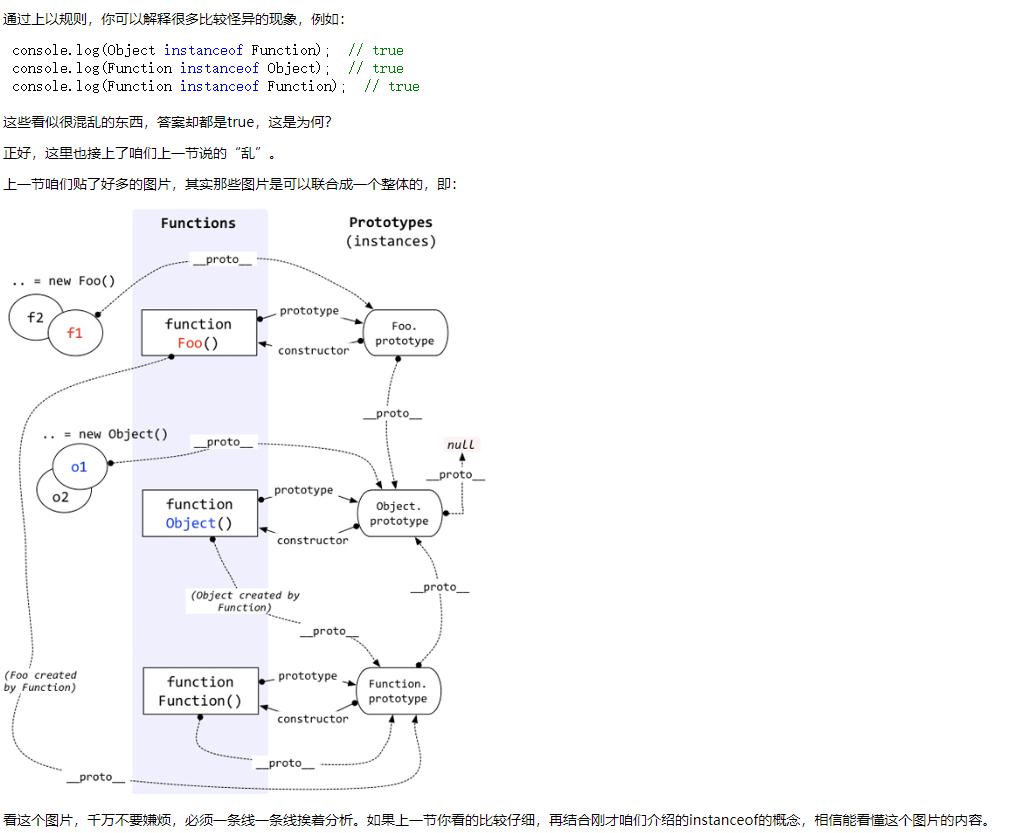 通过上以规则，你可以解释很多比较怪异的现象，例如：
console.log(Object instanceof Function);  // true
console.log(Function instanceof Object);  // true
console.log(Function instanceof Function);  // true
这些看似很混乱的东西，答案却都是true，这是为何？
正好，这里也接上了咱们上一节说的“乱”。
上一节咱们贴了好多的图片，其实那些图片是可以联合成一个整体的，即：
Functions
Prototypes
(instances)
__proto__
.. = new Foo()
f2
f1
function
Foo()
prototype
constructor
Foo.
prototype
__proto__
.. = new Object()
__proto__
null
__proto__
o1
o2
function
Object()
prototype
constructor
Object.
prototype
(Object created by
Function)
__proto__
__proto__
(Foo created
by Function)
function
Function()
prototype
constructor
Function.
prototype
__proto__
__proto__
看这个图片，千万不要嫌烦，必须一条线一条线挨着分析。如果上一节你看的比较仔细，再结合刚才咱们介绍的instanceof的概念，相信能看懂这个图片的内容。